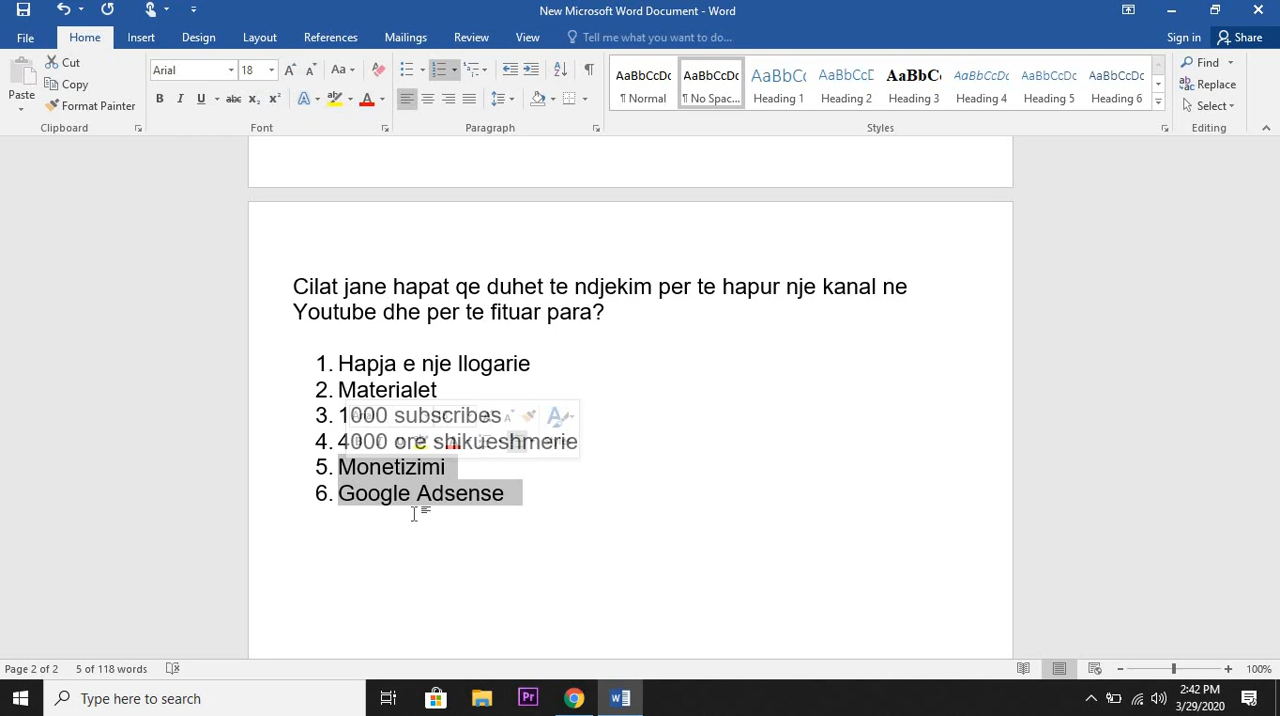 New Microsoft Word Document - Word
File Home Insert Design Layout References Mailings Review View Tell me what you want to do... Sign in Share
Paste
Cut
Copy
Format Painter
Clipboard
Arial 18
Font
Paragraph
AaBbCcDc AaBbCcDc AaBbCc AaBbCcE AaBbC AaBbCcDc AaBbCcDc AaBbCcDc
¶ Normal ¶ No Spac... Heading 1 Heading 2 Heading 3 Heading 4 Heading 5 Heading 6
Styles
Find
Replace
Select
Editing
Cilat jane hapat qe duhet te ndjekim per te hapur nje kanal ne
Youtube dhe per te fituar para?
1. Hapja e nje llogarie
2. Materialet
3. 1000 subscribes
4. 4000 ore shikueshmerie
5. Monetizimi
6. Google Adsense
Page 2 of 2 5 of 118 words 100%
Type here to search
Pr
2:42 PM
3/29/2020